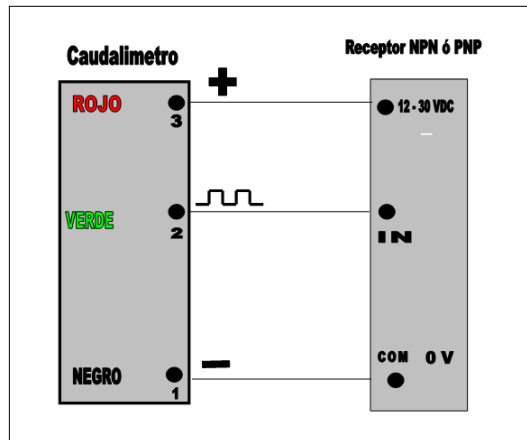 Caudalimetro
Receptor NPN ó PNP
+
ROJO
3
12 - 30 VDC
VERDE
2
IN
NEGRO
1
COM 0 V